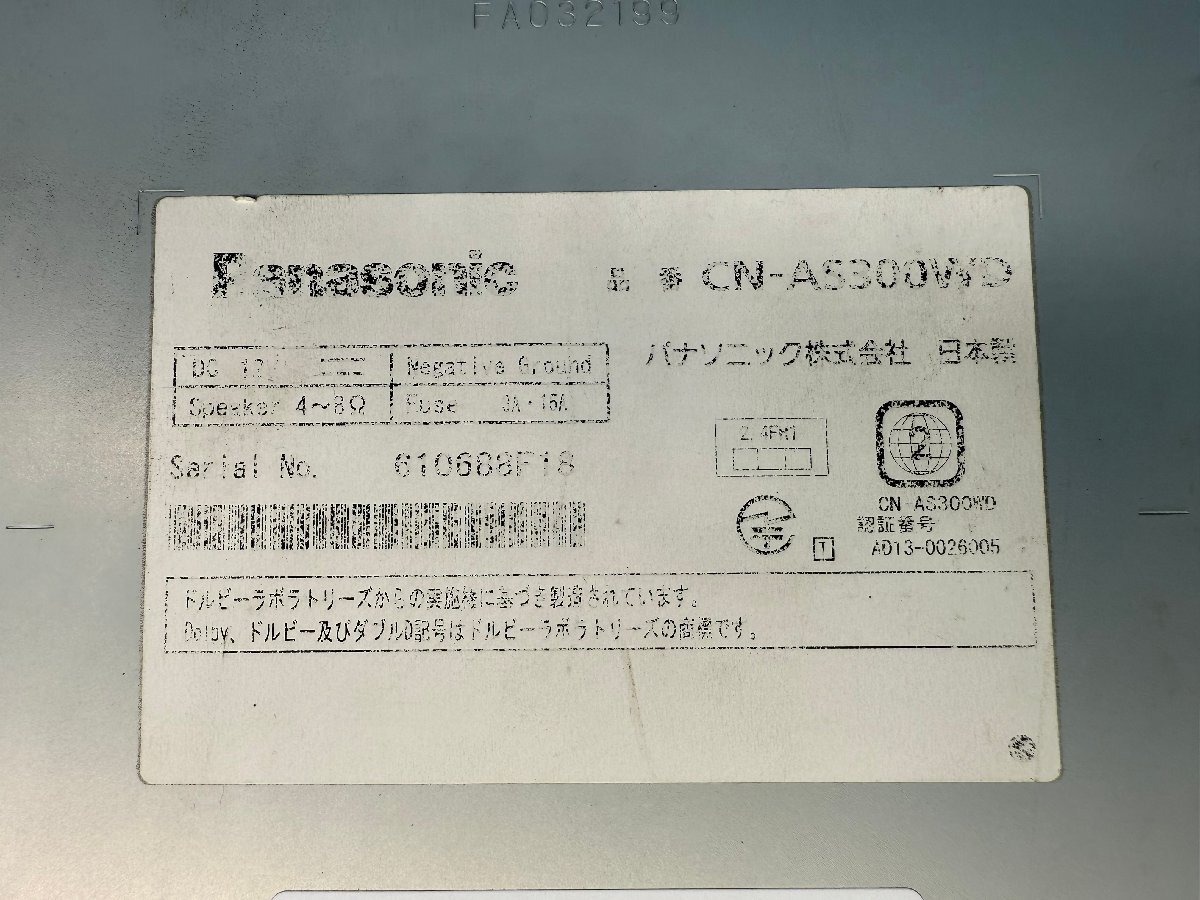 FA032199
Panasonic 品番 CN-AS300WD
DC 12 Negative Ground
パナソニック株式会社 日本製
Speaker 4~8Ω Fuse 3A・15A
2.4FH1
2
Serial No. 610688F18
CN-AS300WD
認証番号
T
AD13-0026005
ドルビーラボラトリーズからの実施権に基づき製造されています。
Dolby、ドルビー及びダブルD記号はドルビーラボラトリーズの商標です。